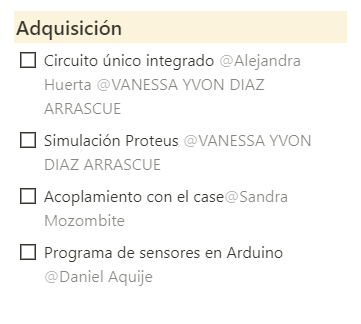 Adquisición
Circuito único integrado @Alejandra
Huerta @VANESSA YVON DIAZ
ARRASCUE
Simulación Proteus @VANESSA YVON
DIAZ ARRASCUE
Acoplamiento con el case@Sandra
Mozombite
Programa de sensores en Arduino
@Daniel Aquije